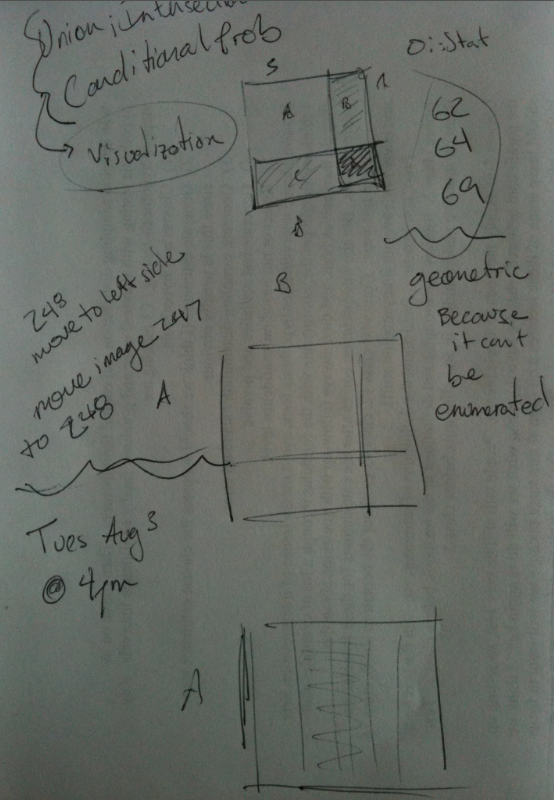 Union; Intersection
Conditional Prob
Visualization
S
A
B
A
Oi::Stat
62
64
69
geometric
Because
it can't
be
enumerated
248
move to left side
move image 247
to 248
B
A
Tues Aug 3
@ 4pm
A